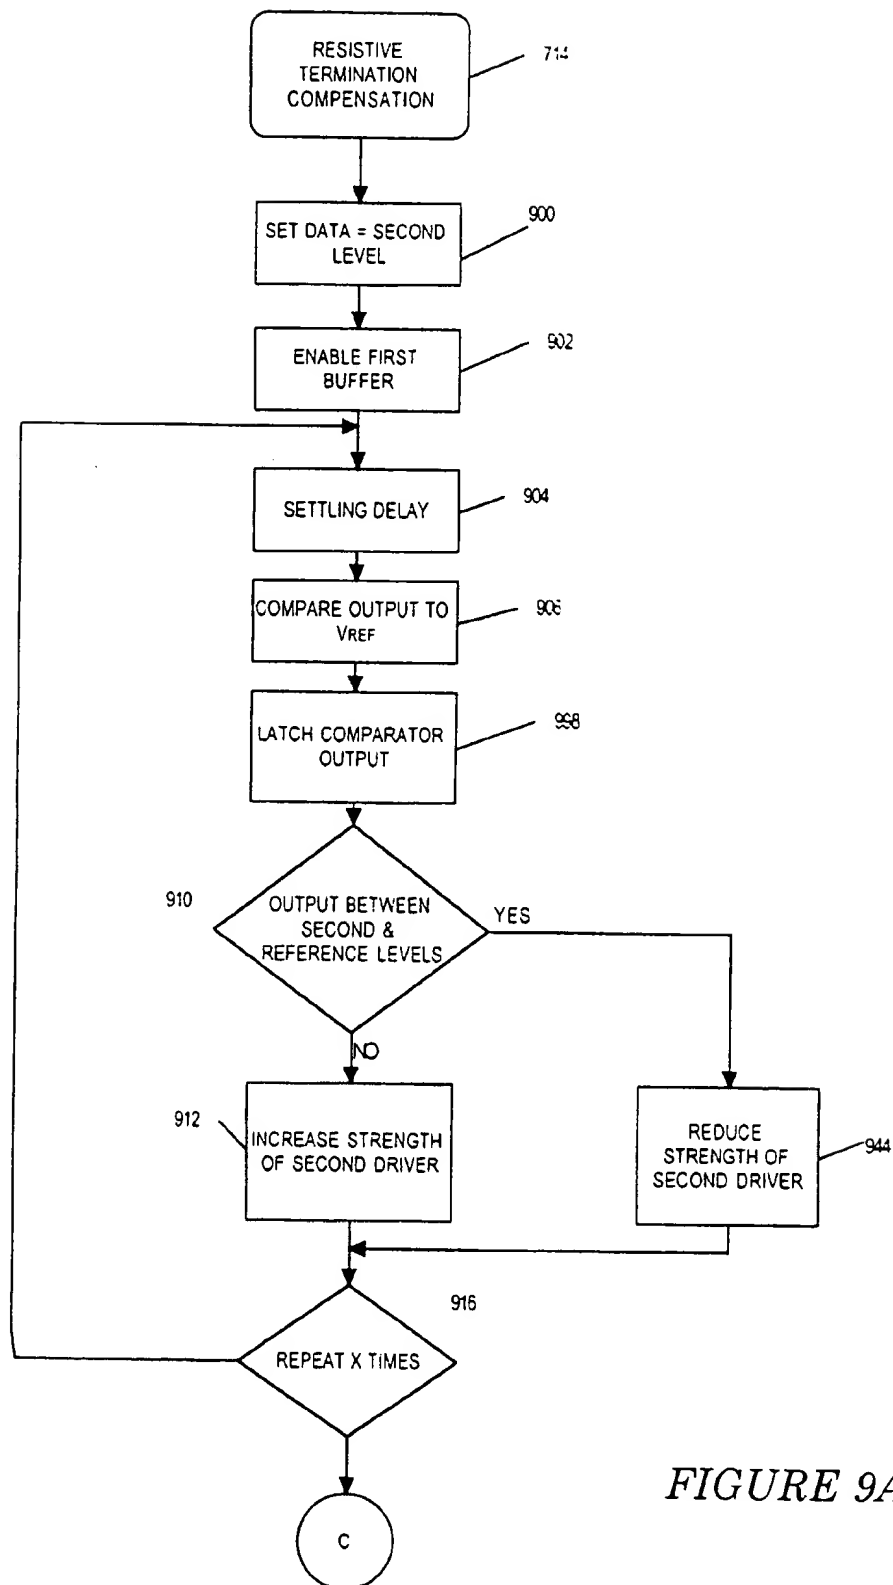 RESISTIVE
TERMINATION
COMPENSATION
714
SET DATA = SECOND
LEVEL
900
ENABLE FIRST
BUFFER
902
SETTLING DELAY
904
COMPARE OUTPUT TO
VREF
906
LATCH COMPARATOR
OUTPUT
998
910
OUTPUT BETWEEN
SECOND &
REFERENCE LEVELS
YES
NO
912
INCREASE STRENGTH
OF SECOND DRIVER
REDUCE
STRENGTH OF
SECOND DRIVER
944
916
REPEAT X TIMES
FIGURE 9A
C